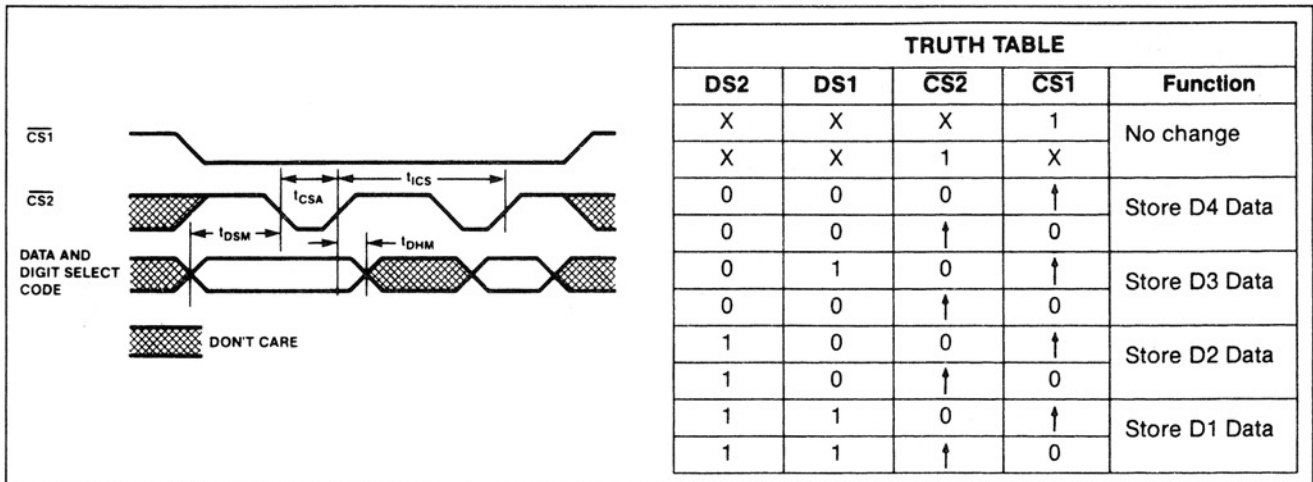 CS1
CS2
DATA AND
DIGIT SELECT
CODE
tCSA
tICS
tDSM
tDHM
DON'T CARE
TRUTH TABLE
DS2 DS1 C̅S̅2̅ C̅S̅1̅ Function
X X X 1 No change
X X 1 X
0 0 0 ↑ Store D4 Data
0 0 ↑ 0
0 1 0 ↑ Store D3 Data
0 0 ↑ 0
1 0 0 ↑ Store D2 Data
1 0 ↑ 0
1 1 0 ↑ Store D1 Data
1 1 ↑ 0